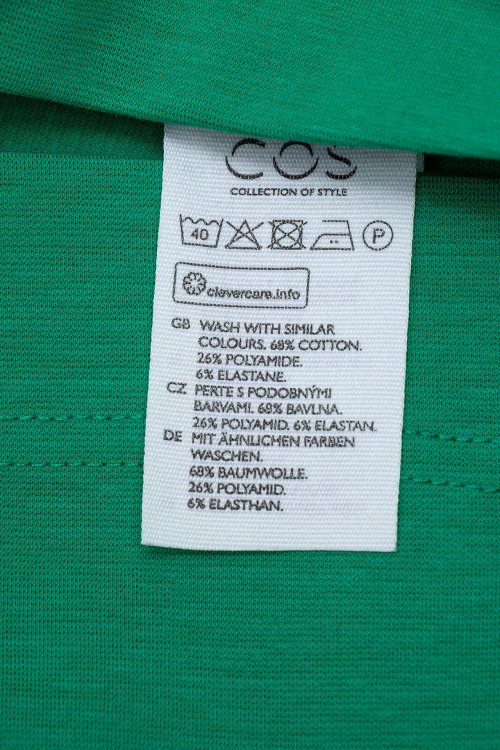 COS
COLLECTION OF STYLE
40 P
clevercare.info
GB WASH WITH SIMILAR
COLOURS. 68% COTTON.
26% POLYAMIDE.
6% ELASTANE.
CZ PERTE S PODOBNÝMI
BARVAMI. 68% BAVLNA.
26% POLYAMID. 6% ELASTAN.
DE MIT ÄHNLICHEN FARBEN
WASCHEN.
68% BAUMWOLLE.
26% POLYAMID.
6% ELASTHAN.